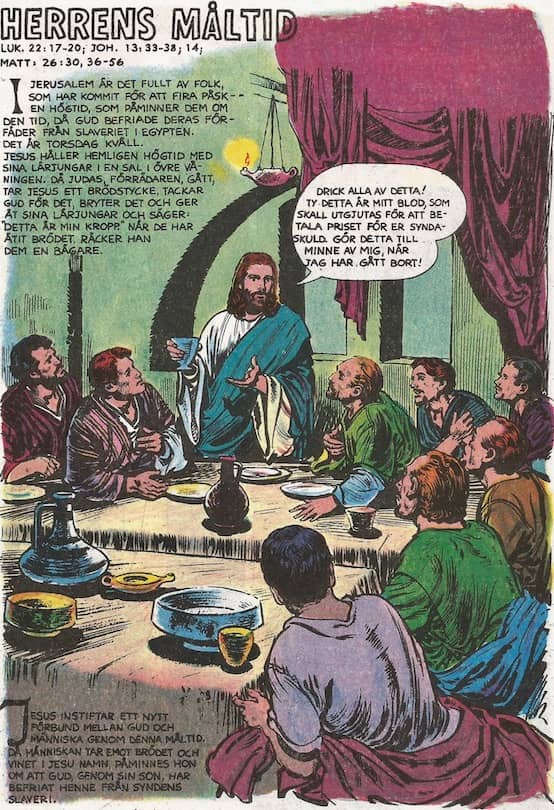 HERRENS MÅLTID
LUK. 22:17-20; JOH. 13:33-38; 14;
MATT: 26:30, 36-56
I JERUSALEM ÄR DET FULLT AV FOLK,
SOM HAR KOMMIT FÖR ATT FIRA PÅSK-
EN HÖGTID, SOM PÅMINNER DEM OM
DEN TID, DÅ GUD BEFRIADE DERAS FÖR-
FÄDER FRÅN SLAVERIET I EGYPTEN.
DET ÄR TORSDAG KVÄLL.
JESUS HÅLLER HEMLIGEN HÖGTID MED
SINA LÄRJUNGAR I EN SAL I ÖVRE VÅ-
NINGEN. DÅ JUDAS, FÖRRÄDAREN, GÅTT,
TAR JESUS ETT BRÖDSTYCKE, TACKAR
GUD FÖR DET, BRYTER DET OCH GER
ÅT SINA LÄRJUNGAR OCH SÄGER:
"DETTA ÄR MIN KROPP." NÄR DE HAR
ÄTIT BRÖDET. RÄCKER HAN
DEM EN BÄGARE.
DRICK ALLA AV DETTA!
TY DETTA ÄR MITT BLOD, SOM
SKALL UTGJUTAS FÖR ATT BE-
TALA PRISET FÖR ER SYNDA-
SKULD. GÖR DETTA TILL
MINNE AV MIG, NÄR
JAG HAR GÅTT BORT!
JESUS INSTIFTAR ETT NYTT
FÖRBUND MELLAN GUD OCH
MÄNNISKA GENOM DENNA MÅLTID.
DÅ MÄNNISKAN TAR EMOT BRÖDET OCH
VINET I JESU NAMN, PÅMINNES HON
OM ATT GUD, GENOM SIN SON, HAR
BEFRIAT HENNE FRÅN SYNDENS
SLAVERI.